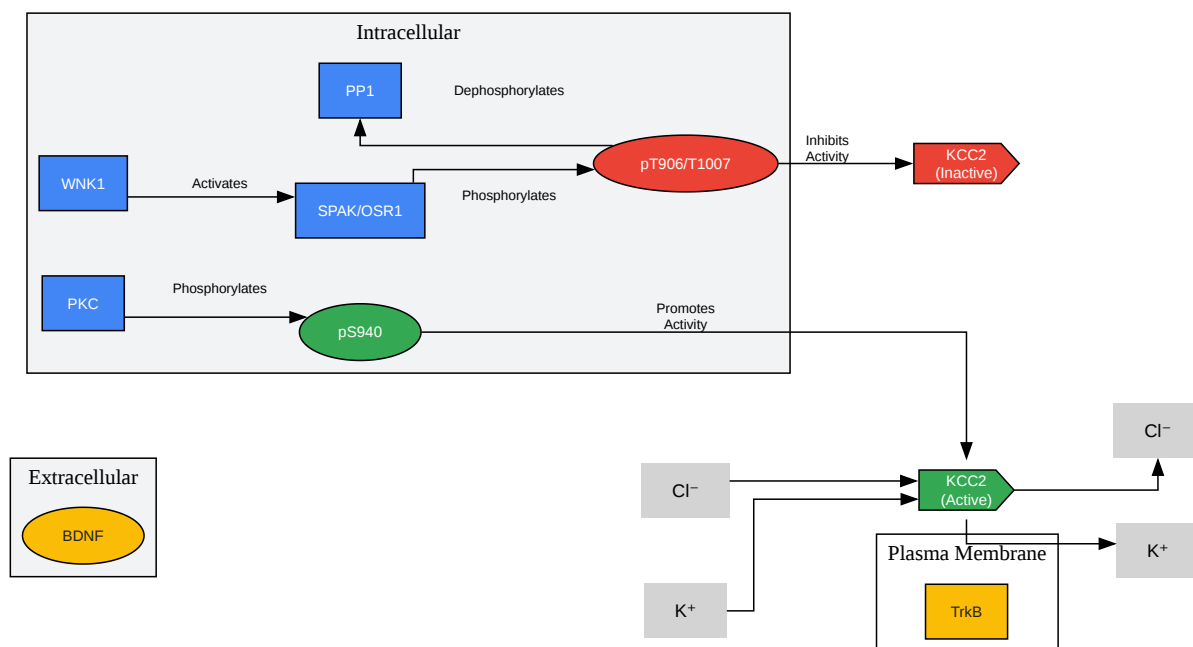 Intracellular
PP1
Dephosphorylates
WNK1
Activates
SPAK/OSR1
Phosphorylates
pT906/T1007
Inhibits
Activity
KCC2
(Inactive)
PKC
Phosphorylates
pS940
Promotes
Activity
Extracellular
BDNF
Cl⁻
K⁺
KCC2
(Active)
Cl⁻
K⁺
Plasma Membrane
TrkB